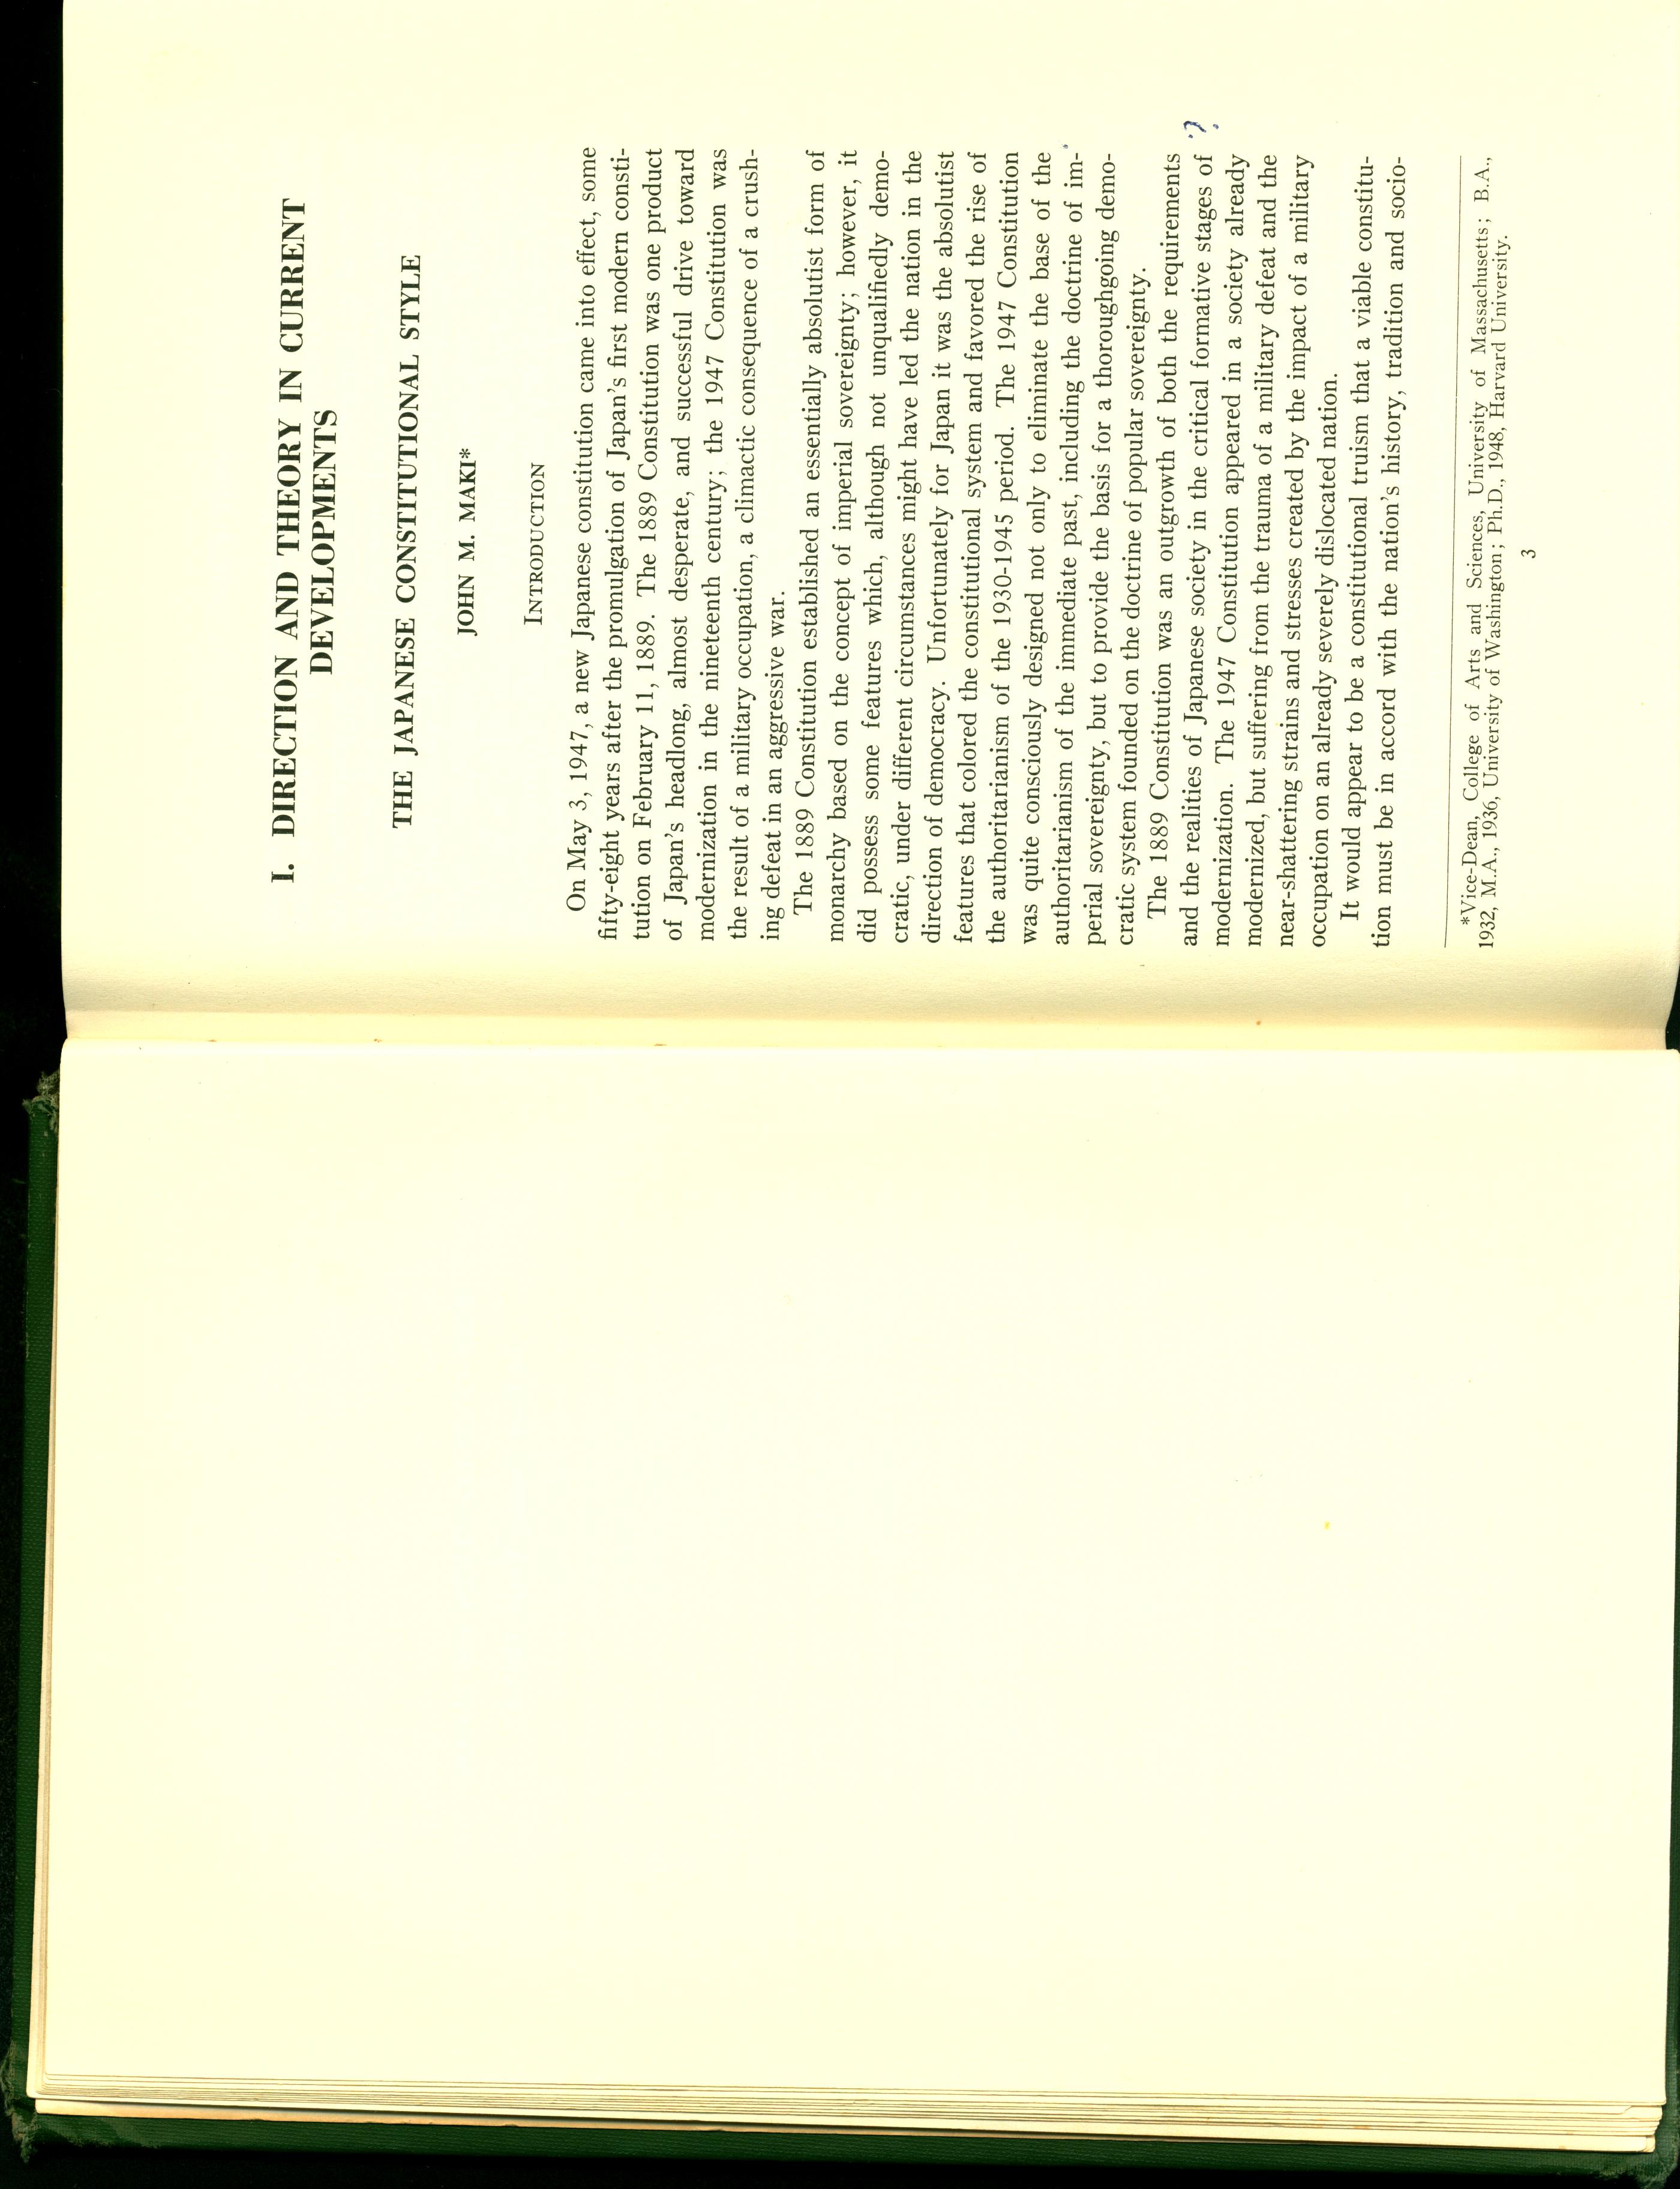 I. DIRECTION AND THEORY IN CURRENT
DEVELOPMENTS
THE JAPANESE CONSTITUTIONAL STYLE
JOHN M. MAKI*
INTRODUCTION
On May 3, 1947, a new Japanese constitution came into effect, some
fifty-eight years after the promulgation of Japan's first modern consti-
tution on February 11, 1889. The 1889 Constitution was one product
of Japan's headlong, almost desperate, and successful drive toward
modernization in the nineteenth century; the 1947 Constitution was
the result of a military occupation, a climactic consequence of a crush-
ing defeat in an aggressive war.
The 1889 Constitution established an essentially absolutist form of
monarchy based on the concept of imperial sovereignty; however, it
did possess some features which, although not unqualifiedly demo-
cratic, under different circumstances might have led the nation in the
direction of democracy. Unfortunately for Japan it was the absolutist
features that colored the constitutional system and favored the rise of
the authoritarianism of the 1930-1945 period. The 1947 Constitution
was quite consciously designed not only to eliminate the base of the
authoritarianism of the immediate past, including the doctrine of im-
perial sovereignty, but to provide the basis for a thoroughgoing demo-
cratic system founded on the doctrine of popular sovereignty.
The 1889 Constitution was an outgrowth of both the requirements
and the realities of Japanese society in the critical formative stages of ?
modernization. The 1947 Constitution appeared in a society already
modernized, but suffering from the trauma of a military defeat and the
near-shattering strains and stresses created by the impact of a military
occupation on an already severely dislocated nation.
It would appear to be a constitutional truism that a viable constitu-
tion must be in accord with the nation's history, tradition and socio-
*Vice-Dean, College of Arts and Sciences, University of Massachusetts; B.A.,
1932, M.A., 1936, University of Washington; Ph.D., 1948, Harvard University.
3